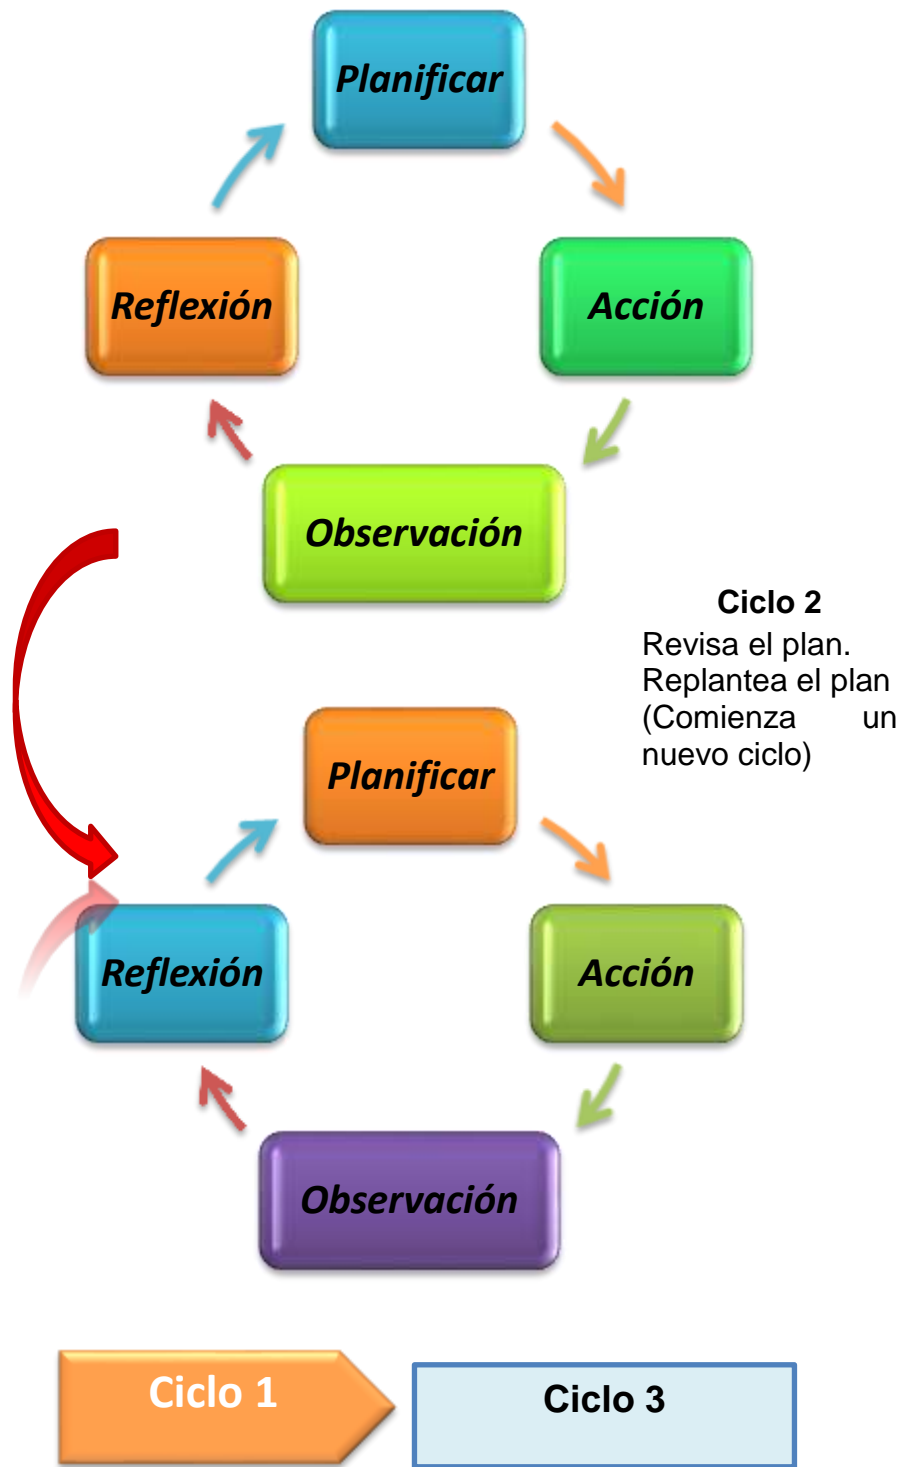 Planificar
Reflexión
Acción
Observación
Ciclo 2
Revisa el plan.
Replantea el plan
(Comienza un
nuevo ciclo)
Planificar
Reflexión
Acción
Observación
Ciclo 1
Ciclo 3